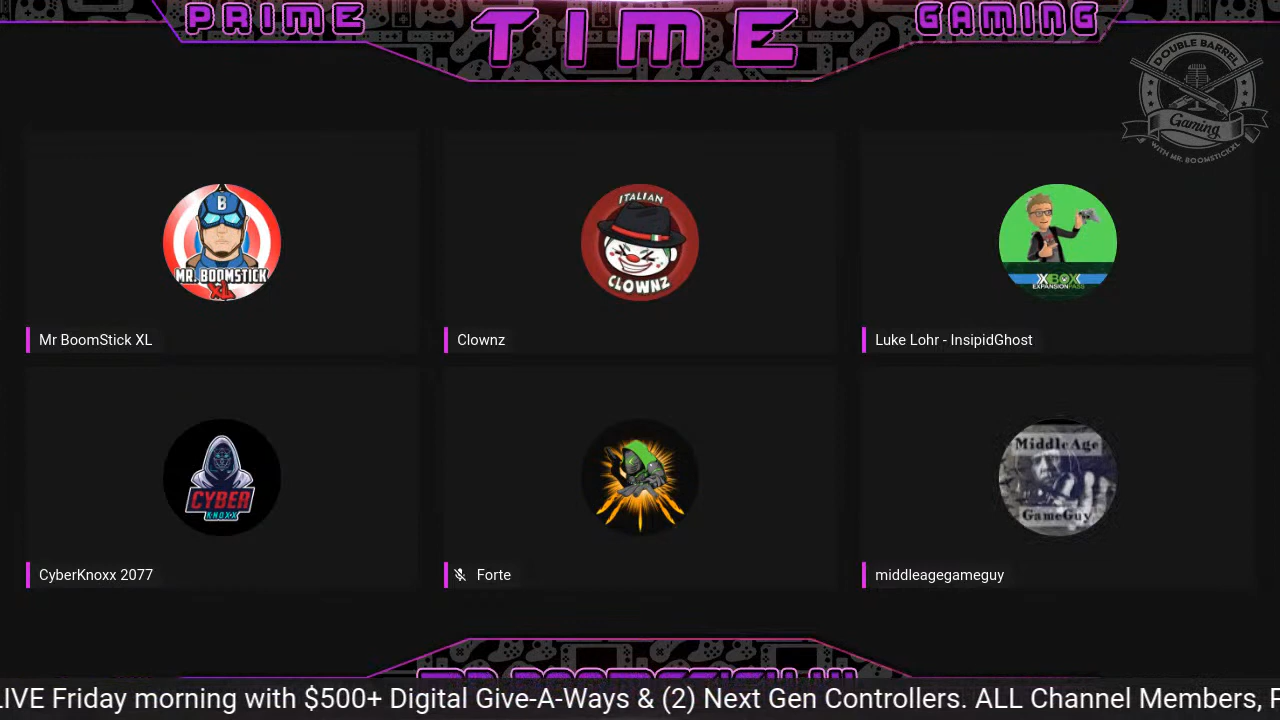 PRIME TIME GAMING
DOUBLE BARREL
Gaming
WITH MR. BOOMSTICKXL
B
MR. BOOMSTICK
XL
ITALIAN
CLOWNZ
XBOX
EXPANSIONPASS
Mr BoomStick XL
Clownz
Luke Lohr - InsipidGhost
CYBER
KNOXX
MiddleAge
GameGuy
CyberKnoxx 2077
Forte
middleagegameguy
LIVE Friday morning with $500+ Digital Give-A-Ways & (2) Next Gen Controllers. ALL Channel Members, F